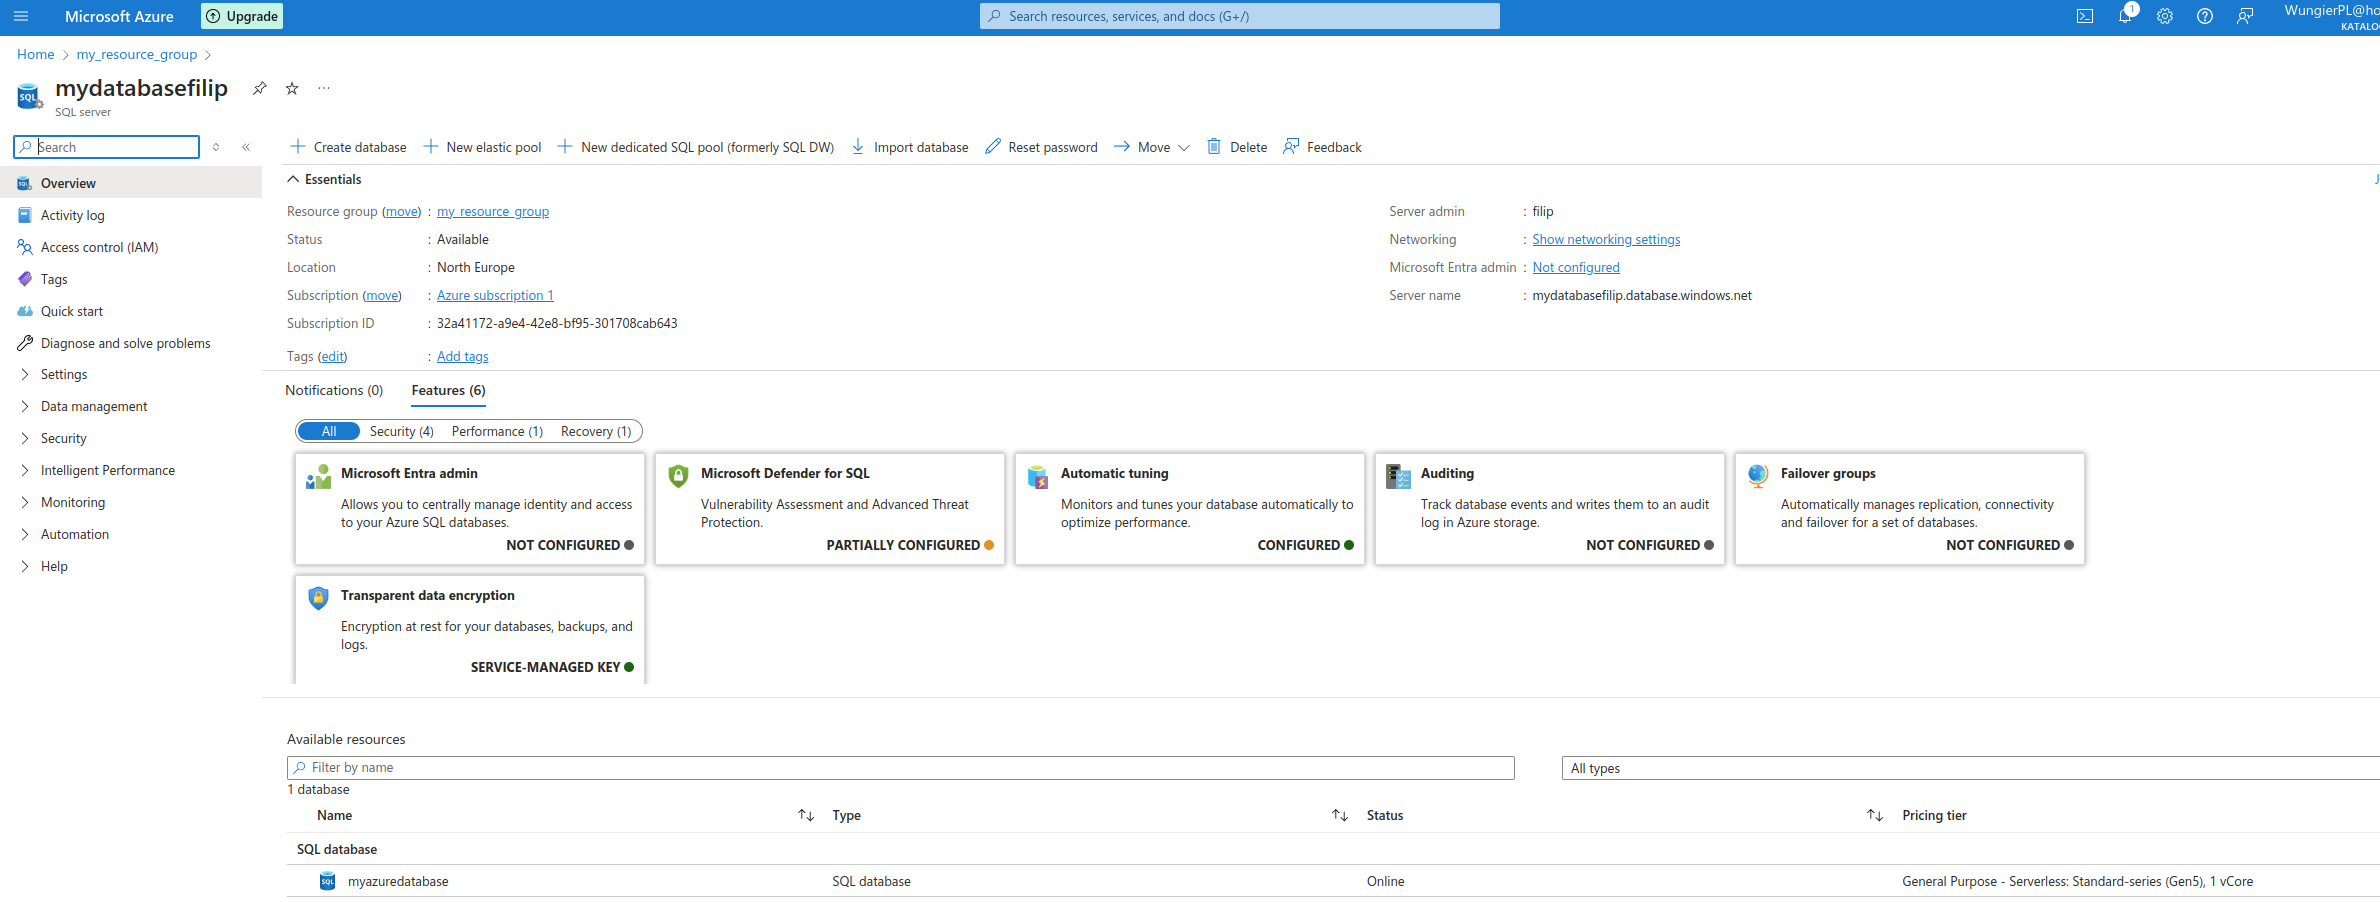 Microsoft Azure
Upgrade
Search resources, services, and docs (G+/)
1
WungierPL@ho
KATALO
Home > my_resource_group >
mydatabasefilip
SQL server
Search
Overview
Activity log
Access control (IAM)
Tags
Quick start
Diagnose and solve problems
Settings
Data management
Security
Intelligent Performance
Monitoring
Automation
Help
Create database
New elastic pool
New dedicated SQL pool (formerly SQL DW)
Import database
Reset password
Move
Delete
Feedback
Essentials
J
Resource group (move) : my_resource_group
Status : Available
Location : North Europe
Subscription (move) : Azure subscription 1
Subscription ID : 32a41172-a9e4-42e8-bf95-301708cab643
Tags (edit) : Add tags
Server admin : filip
Networking : Show networking settings
Microsoft Entra admin : Not configured
Server name : mydatabasefilip.database.windows.net
Notifications (0)
Features (6)
All
Security (4)
Performance (1)
Recovery (1)
Microsoft Entra admin
Allows you to centrally manage identity and access
to your Azure SQL databases.
NOT CONFIGURED
Microsoft Defender for SQL
Vulnerability Assessment and Advanced Threat
Protection.
PARTIALLY CONFIGURED
Automatic tuning
Monitors and tunes your database automatically to
optimize performance.
CONFIGURED
Auditing
Track database events and writes them to an audit
log in Azure storage.
NOT CONFIGURED
Failover groups
Automatically manages replication, connectivity
and failover for a set of databases.
NOT CONFIGURED
Transparent data encryption
Encryption at rest for your databases, backups, and
logs.
SERVICE-MANAGED KEY
Available resources
Filter by name
All types
1 database
Name
Type
Status
Pricing tier
SQL database
SQL
myazuredatabase
SQL database
Online
General Purpose - Serverless: Standard-series (Gen5), 1 vCore